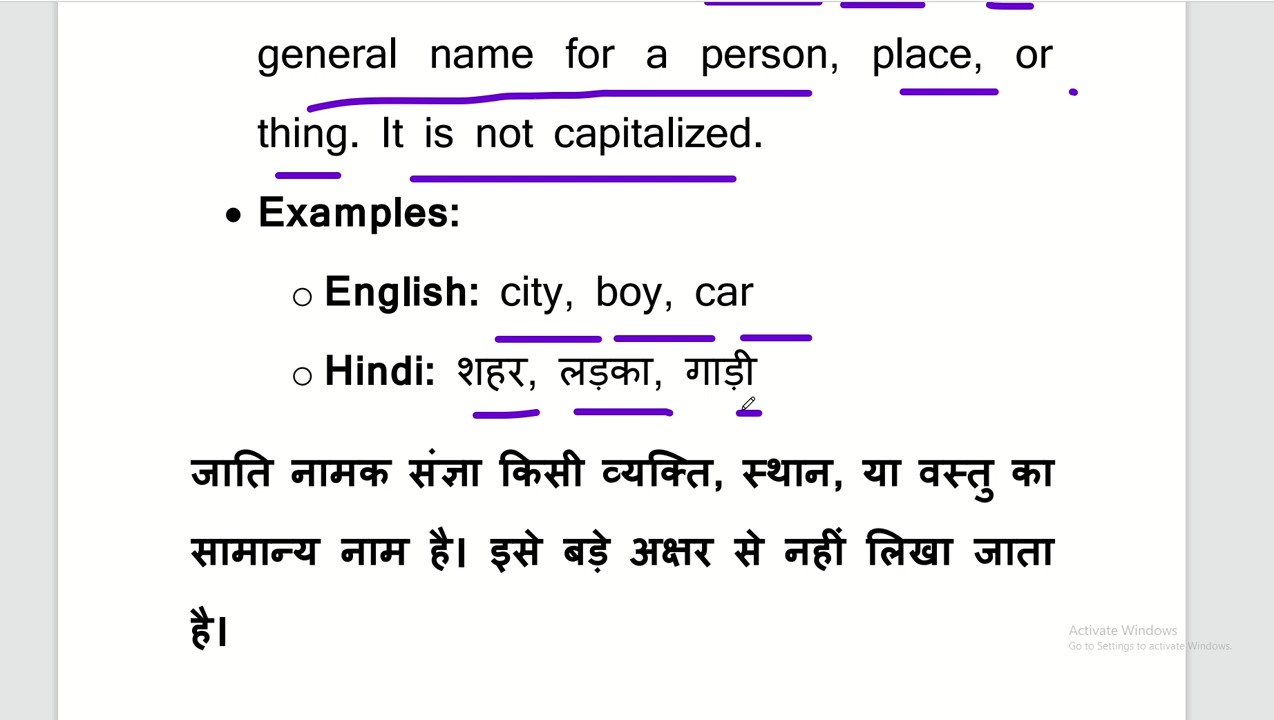 general name for a person, place, or
thing. It is not capitalized.
• Examples:
○ English: city, boy, car
○ Hindi: शहर, लड़का, गाड़ी
जाति नामक संज्ञा किसी व्यक्ति, स्थान, या वस्तु का
सामान्य नाम है। इसे बड़े अक्षर से नहीं लिखा जाता
है।
Activate Windows
Go to Settings to activate Windows.